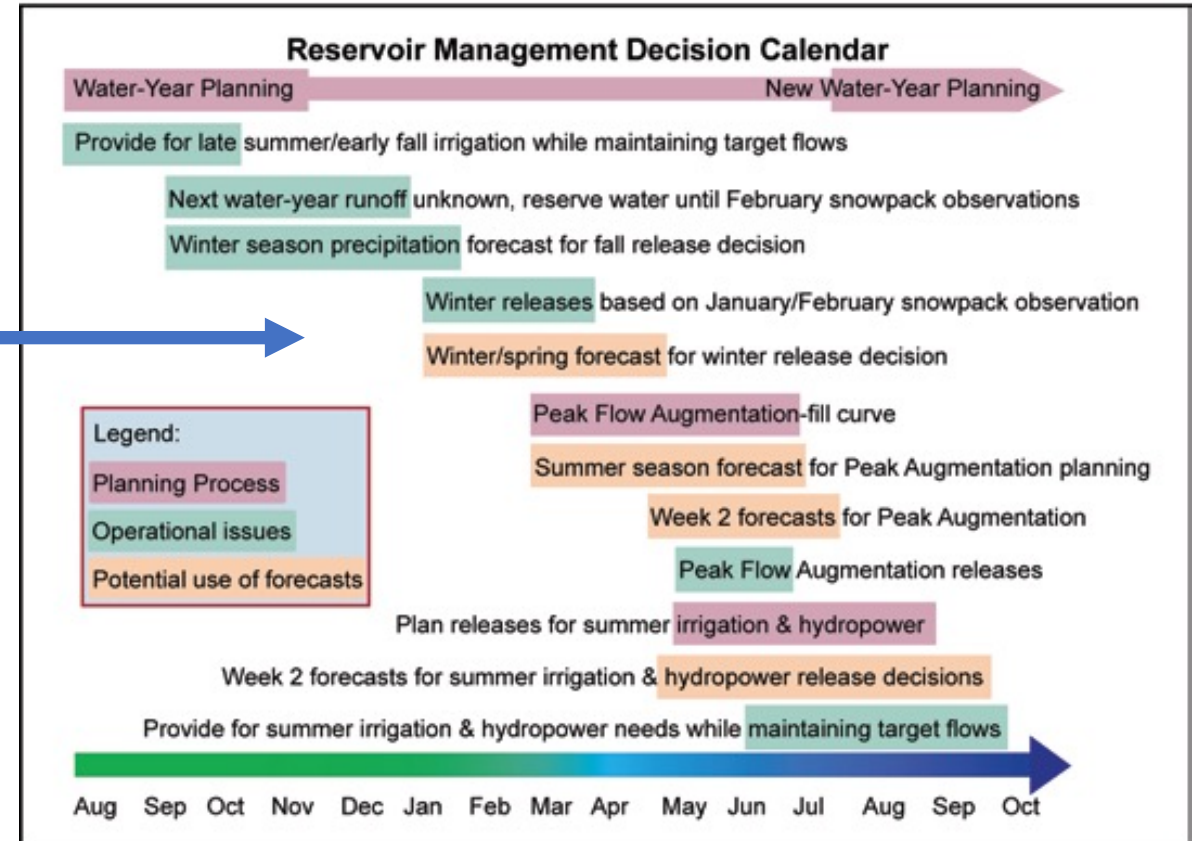 Reservoir Management Decision Calendar
Water-Year Planning New Water-Year Planning
Provide for late summer/early fall irrigation while maintaining target flows
Next water-year runoff unknown, reserve water until February snowpack observations
Winter season precipitation forecast for fall release decision
Winter releases based on January/February snowpack observation
Winter/spring forecast for winter release decision
Peak Flow Augmentation-fill curve
Summer season forecast for Peak Augmentation planning
Week 2 forecasts for Peak Augmentation
Peak Flow Augmentation releases
Plan releases for summer irrigation & hydropower
Week 2 forecasts for summer irrigation & hydropower release decisions
Provide for summer irrigation & hydropower needs while maintaining target flows
Legend:
Planning Process
Operational issues
Potential use of forecasts
Aug Sep Oct Nov Dec Jan Feb Mar Apr May Jun Jul Aug Sep Oct